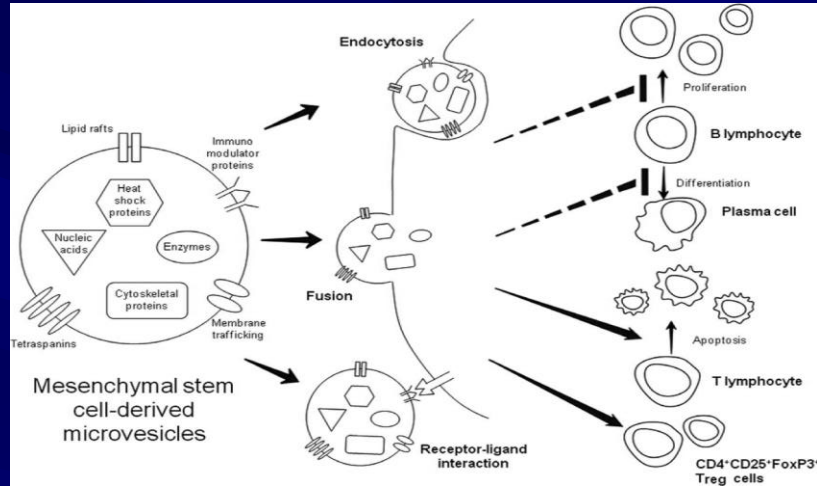 Endocytosis
Lipid rafts
Immuno
modulator
proteins
Heat
shock
proteins
Nucleic
acids
Enzymes
Cytoskeletal
proteins
Tetraspanins
Membrane
trafficking
Mesenchymal stem
cell-derived
microvesicles
Fusion
Receptor-ligand
interaction
Proliferation
B lymphocyte
Differentiation
Plasma cell
Apoptosis
T lymphocyte
CD4⁺CD25⁺FoxP3⁺
Treg cells